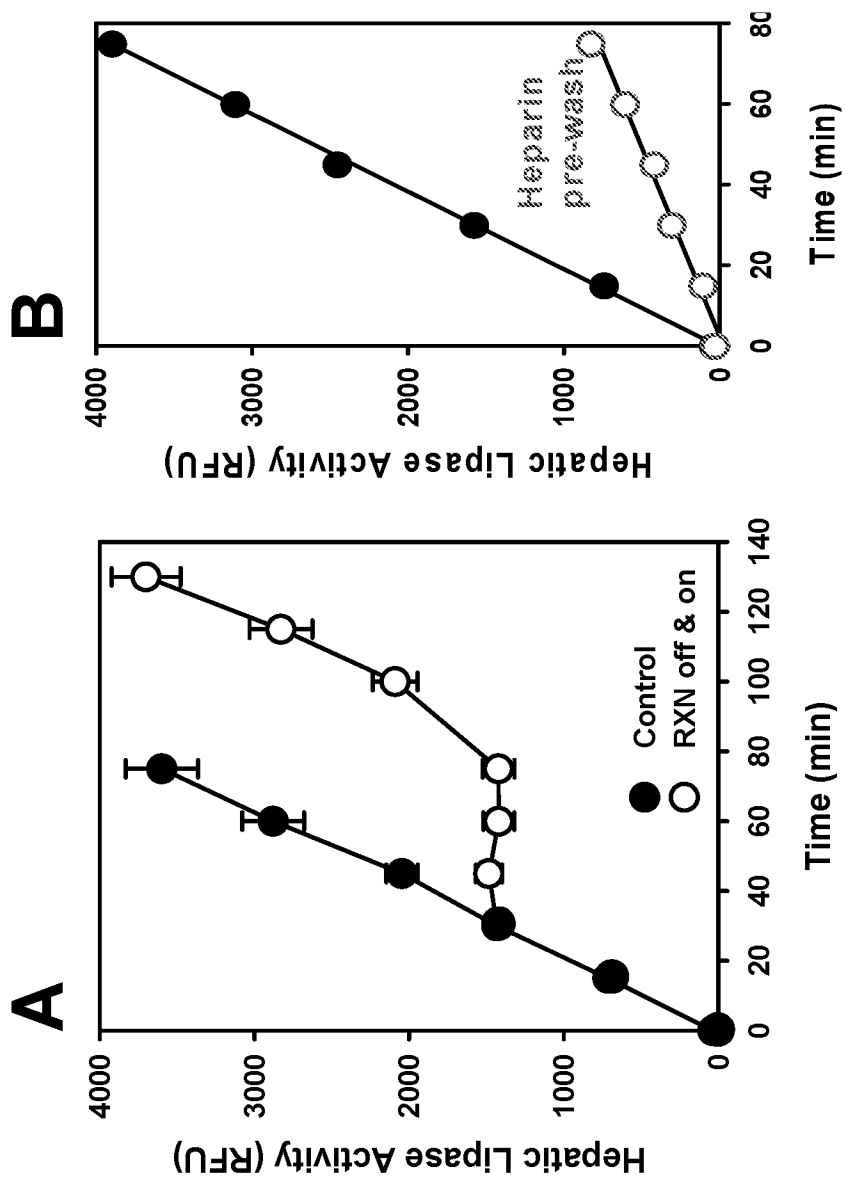 A
Hepatic Lipase Activity (RFU)
4000
3000
2000
1000
0
0 20 40 60 80 100 120 140
Time (min)
Control
RXN off & on
B
Hepatic Lipase Activity (RFU)
4000
3000
2000
1000
0
0 20 40 60 80
Time (min)
Heparin
pre-wash